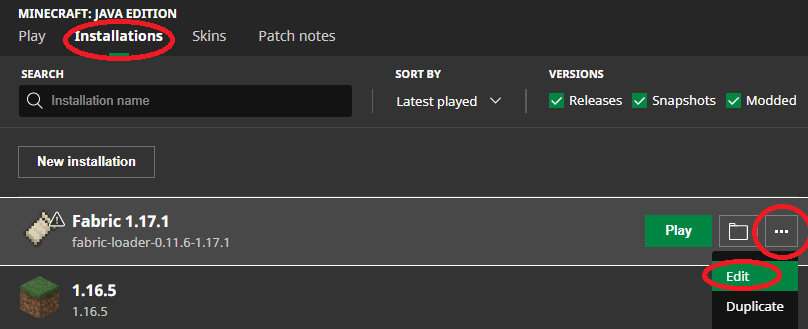 MINECRAFT: JAVA EDITION
Play Installations Skins Patch notes
SEARCH SORT BY VERSIONS
Installation name Latest played Releases Snapshots Modded
New installation
Fabric 1.17.1
fabric-loader-0.11.6-1.17.1
Play ...
Edit
1.16.5
1.16.5
Duplicate